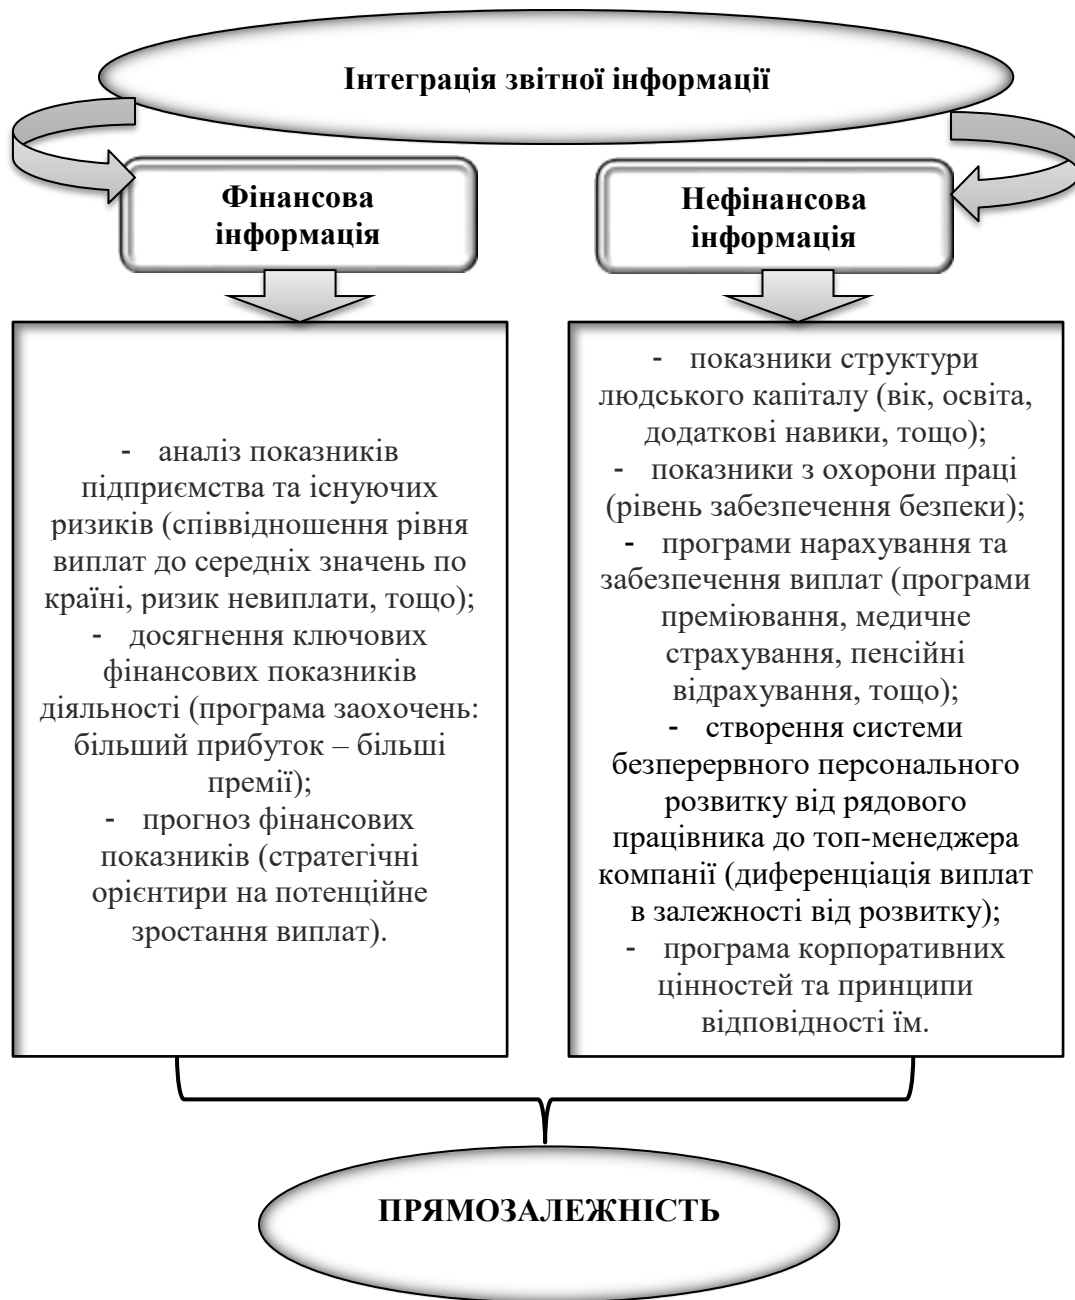 Інтеграція звітної інформації
Фінансова
інформація
- аналіз показників
підприємства та існуючих
ризиків (співвідношення рівня
виплат до середніх значень по
країні, ризик невиплати, тощо);
- досягнення ключових
фінансових показників
діяльності (програма заохочень:
більший прибуток – більші
премії);
- прогноз фінансових
показників (стратегічні
орієнтири на потенційне
зростання виплат).
Нефінансова
інформація
- показники структури
людського капіталу (вік, освіта,
додаткові навики, тощо);
- показники з охорони праці
(рівень забезпечення безпеки);
- програми нарахування та
забезпечення виплат (програми
преміювання, медичне
страхування, пенсійні
відрахування, тощо);
- створення системи
безперервного персонального
розвитку від рядового
працівника до топ-менеджера
компанії (диференціація виплат
в залежності від розвитку);
- програма корпоративних
цінностей та принципи
відповідності їм.
ПРЯМОЗАЛЕЖНІСТЬ